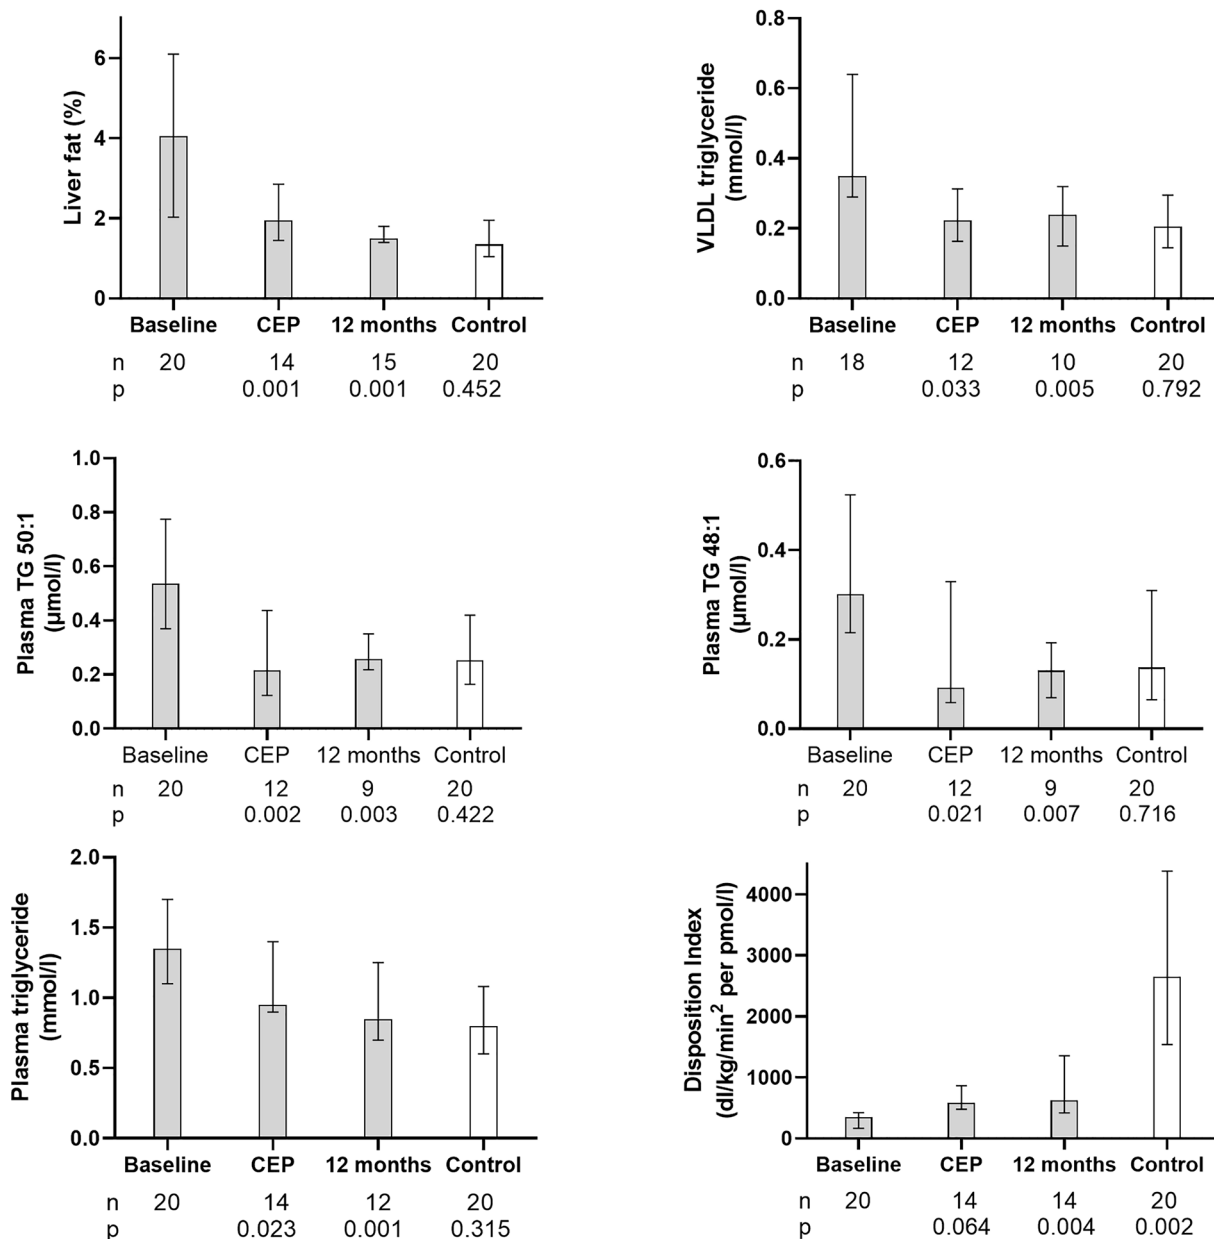 Liver fat (%)
6
4
2
0
Baseline CEP 12 months Control
n 20 14 15 20
p 0.001 0.001 0.452
VLDL triglyceride
(mmol/l)
0.8
0.6
0.4
0.2
0.0
Baseline CEP 12 months Control
n 18 12 10 20
p 0.033 0.005 0.792
Plasma TG 50:1
(µmol/l)
1.0
0.8
0.6
0.4
0.2
0.0
Baseline CEP 12 months Control
n 20 12 9 20
p 0.002 0.003 0.422
Plasma TG 48:1
(µmol/l)
0.6
0.4
0.2
0.0
Baseline CEP 12 months Control
n 20 12 9 20
p 0.021 0.007 0.716
Plasma triglyceride
(mmol/l)
2.0
1.5
1.0
0.5
0.0
Baseline CEP 12 months Control
n 20 14 12 20
p 0.023 0.001 0.315
Disposition Index
(dl/kg/min² per pmol/l)
4000
3000
2000
1000
0
Baseline CEP 12 months Control
n 20 14 14 20
p 0.064 0.004 0.002